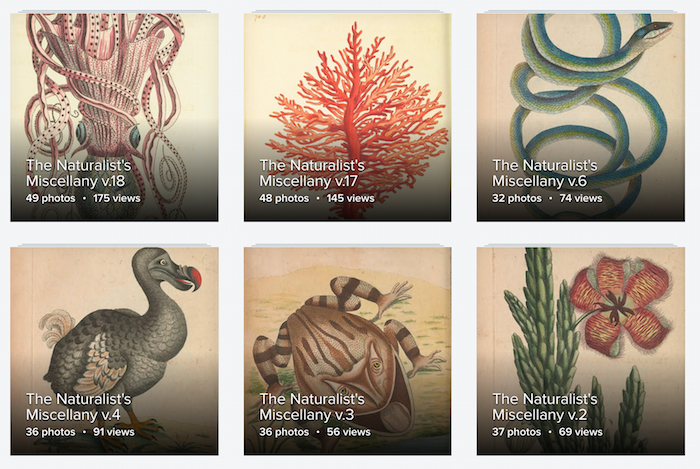 The Naturalist's
Miscellany v.18
49 photos • 175 views
The Naturalist's
Miscellany v.17
48 photos • 145 views
The Naturalist's
Miscellany v.6
32 photos • 74 views
The Naturalist's
Miscellany v.4
36 photos • 91 views
The Naturalist's
Miscellany v.3
36 photos • 56 views
The Naturalist's
Miscellany v.2
37 photos • 69 views